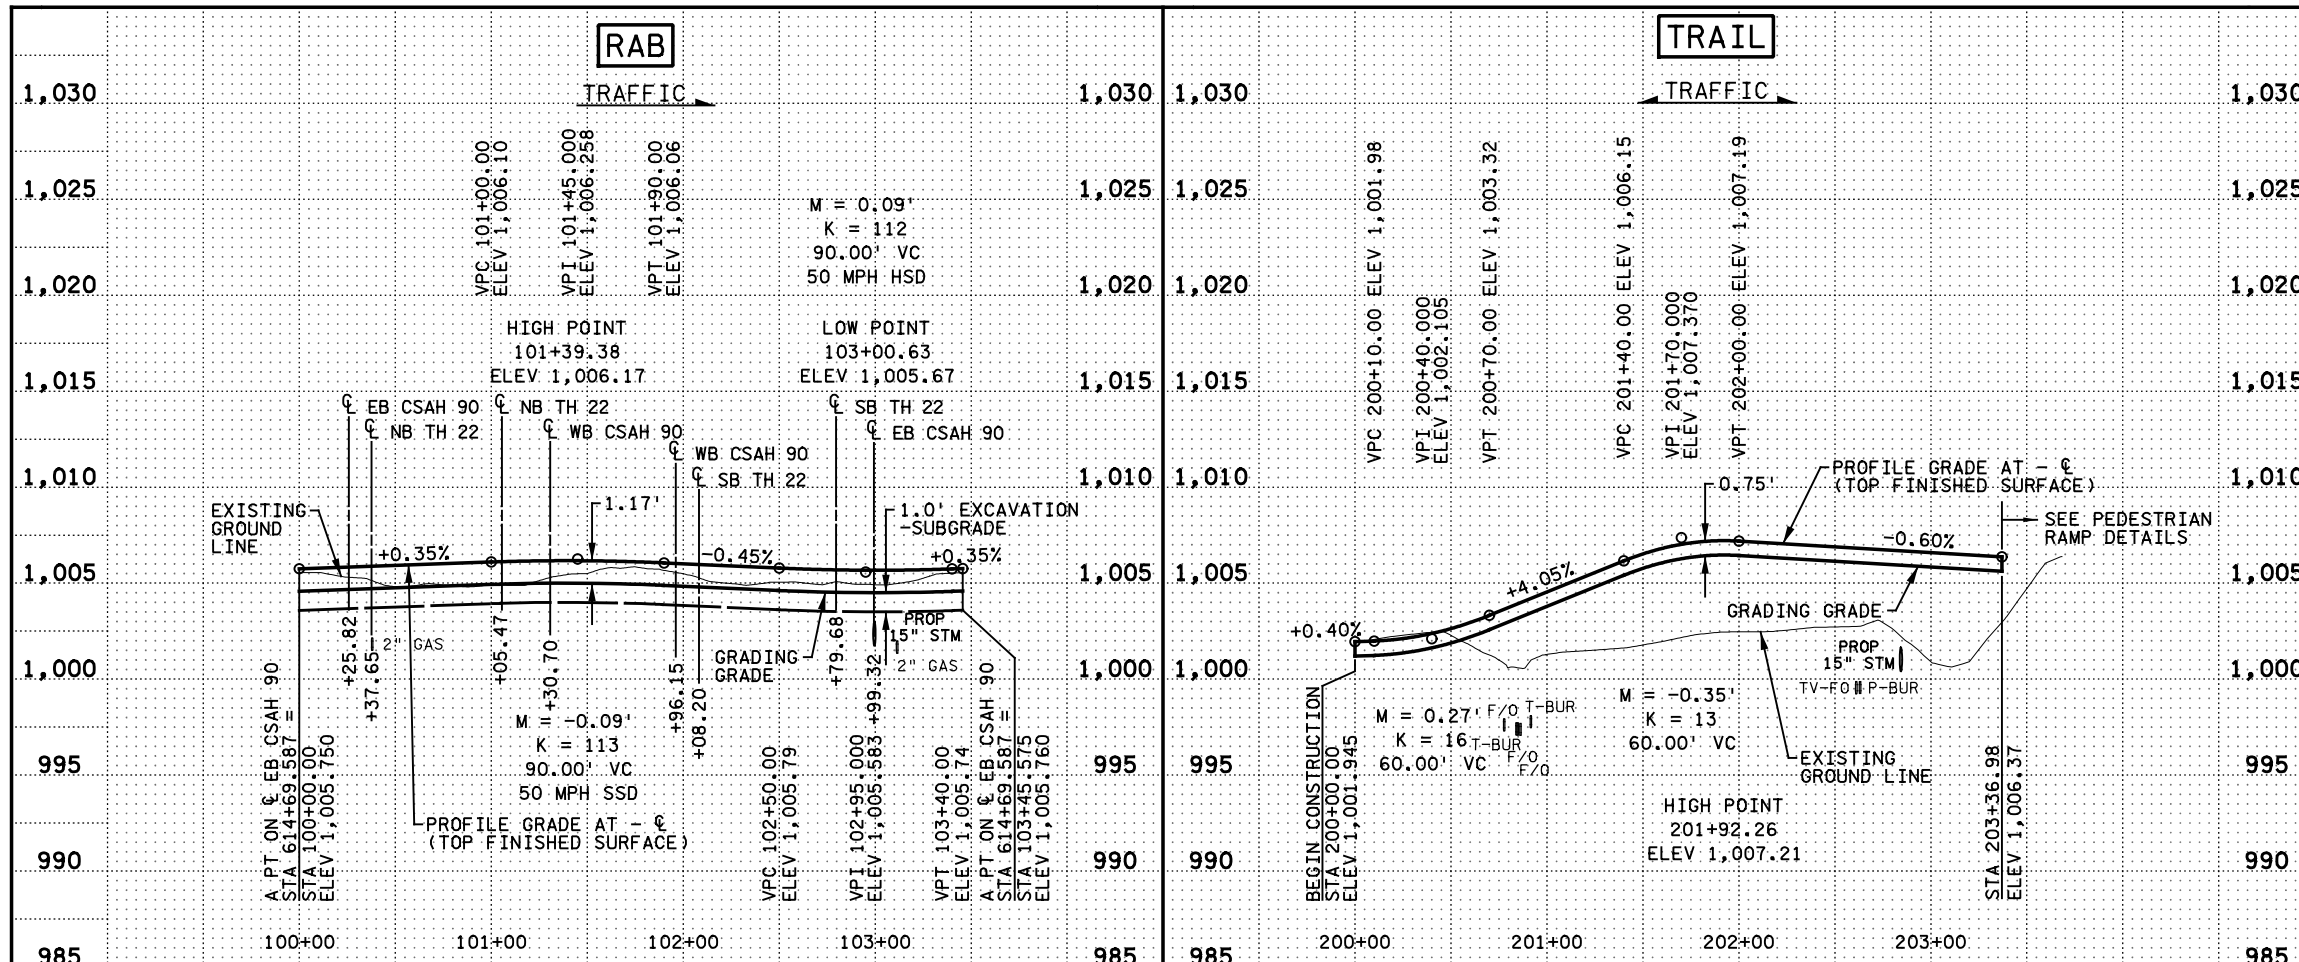 RAB
TRAFFIC
1,030
1,025
1,020
1,015
1,010
1,005
1,000
995
990
985
VPC 101+00.00
ELEV 1,006.10
VPI 101+45.000
ELEV 1,006.258
VPT 101+90.00
ELEV 1,006.06
M = 0.09'
K = 112
90.00' VC
50 MPH HSD
HIGH POINT
101+39.38
ELEV 1,006.17
LOW POINT
103+00.63
ELEV 1,005.67
℄ EB CSAH 90
℄ NB TH 22
℄ NB TH 22
℄ WB CSAH 90
℄ WB CSAH 90
℄ SB TH 22
℄ SB TH 22
℄ EB CSAH 90
EXISTING
GROUND
LINE
+0.35%
1.17'
-0.45%
1.0' EXCAVATION
-SUBGRADE
+0.35%
+25.82
+37.65
2" GAS
+05.47
+30.70
+96.15
+08.20
GRADING
GRADE
+79.68
+99.32
PROP
15" STM
2" GAS
M = -0.09'
K = 113
90.00' VC
50 MPH SSD
PROFILE GRADE AT - ℄
(TOP FINISHED SURFACE)
A PT ON ℄ EB CSAH 90
STA 614+69.587 =
STA 100+00.00
ELEV 1,005.750
VPC 102+50.00
ELEV 1,005.79
VPI 102+95.000
ELEV 1,005.583
VPT 103+40.00
ELEV 1,005.74
A PT ON ℄ EB CSAH 90
STA 614+69.587 =
STA 103+45.575
ELEV 1,005.760
100+00
101+00
102+00
103+00
1,030
1,025
1,020
1,015
1,010
1,005
1,000
995
990
985
TRAIL
TRAFFIC
1,030
1,025
1,020
1,015
1,010
1,005
1,000
995
990
985
VPC 200+10.00 ELEV 1,001.98
VPI 200+40.000
ELEV 1,002.105
VPT 200+70.00 ELEV 1,003.32
VPC 201+40.00 ELEV 1,006.15
VPI 201+70.000
ELEV 1,007.370
VPT 202+00.00 ELEV 1,007.19
0.75'
PROFILE GRADE AT - ℄
(TOP FINISHED SURFACE)
SEE PEDESTRIAN
RAMP DETAILS
+0.40%
+4.05%
-0.60%
GRADING GRADE
PROP
15" STM
TV-FO
P-BUR
M = 0.27'
K = 16
60.00' VC
F/O
T-BUR
T-BUR
F/O
F/O
M = -0.35'
K = 13
60.00' VC
EXISTING
GROUND LINE
HIGH POINT
201+92.26
ELEV 1,007.21
BEGIN CONSTRUCTION
STA 200+00.00
ELEV 1,001.945
STA 203+36.98
ELEV 1,006.37
200+00
201+00
202+00
203+00
1,030
1,025
1,020
1,015
1,010
1,005
1,000
995
990
985